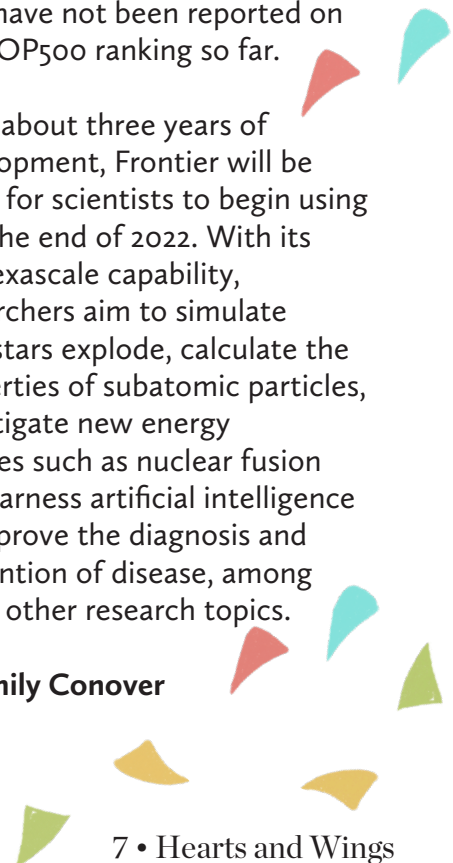 have not been reported on
OP500 ranking so far.
about three years of
opment, Frontier will be
for scientists to begin using
he end of 2022. With its
exascale capability,
rchers aim to simulate
stars explode, calculate the
erties of subatomic particles,
tigate new energy
es such as nuclear fusion
arness artificial intelligence
prove the diagnosis and
ntion of disease, among
other research topics.
nily Conover
7 • Hearts and Wings